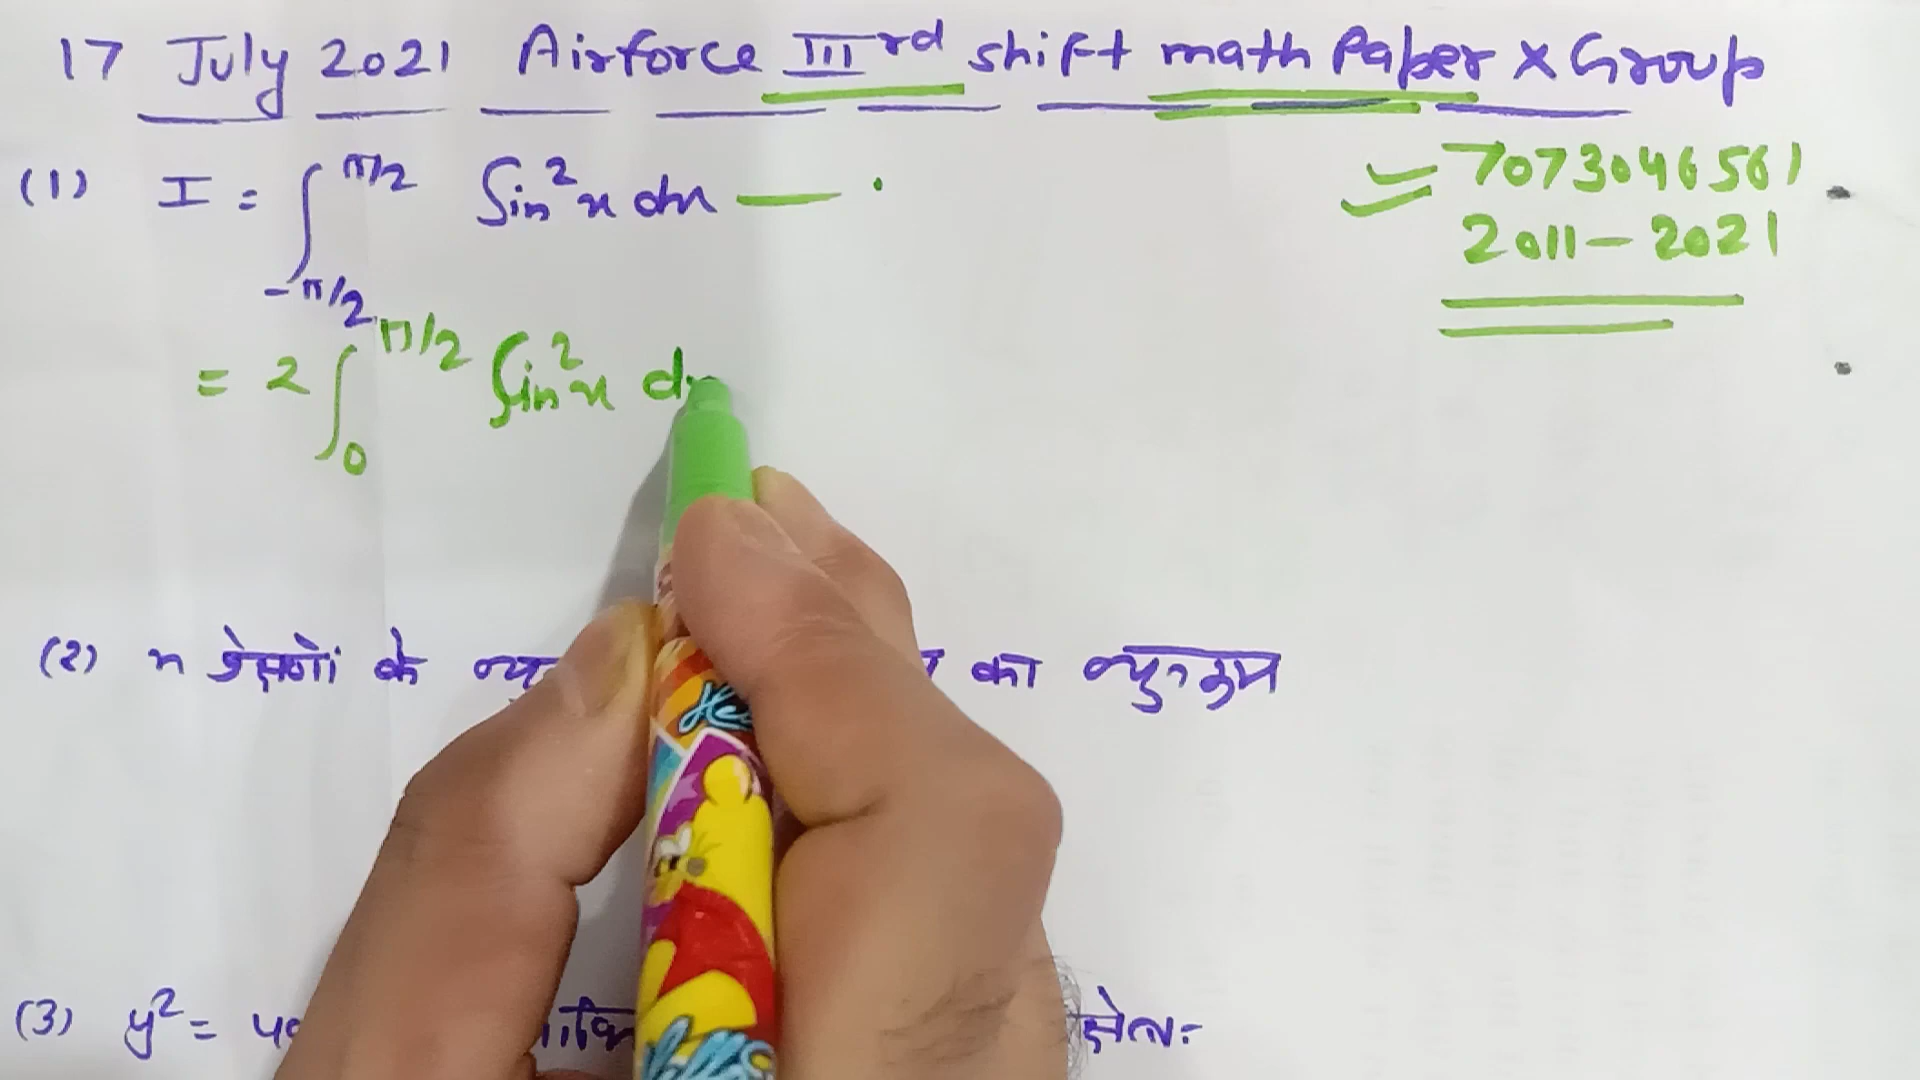 17 July 2021 Airforce IIIrd shift math Paper X Group
(1) I = ∫_{-π/2}^{π/2} Sin²x dx — .
7073046561
2011 - 2021
= 2 ∫_0^{π/2} Sin²x dx
(2) n प्रेक्षणों के का व्युत्क्रम
(3) y² =